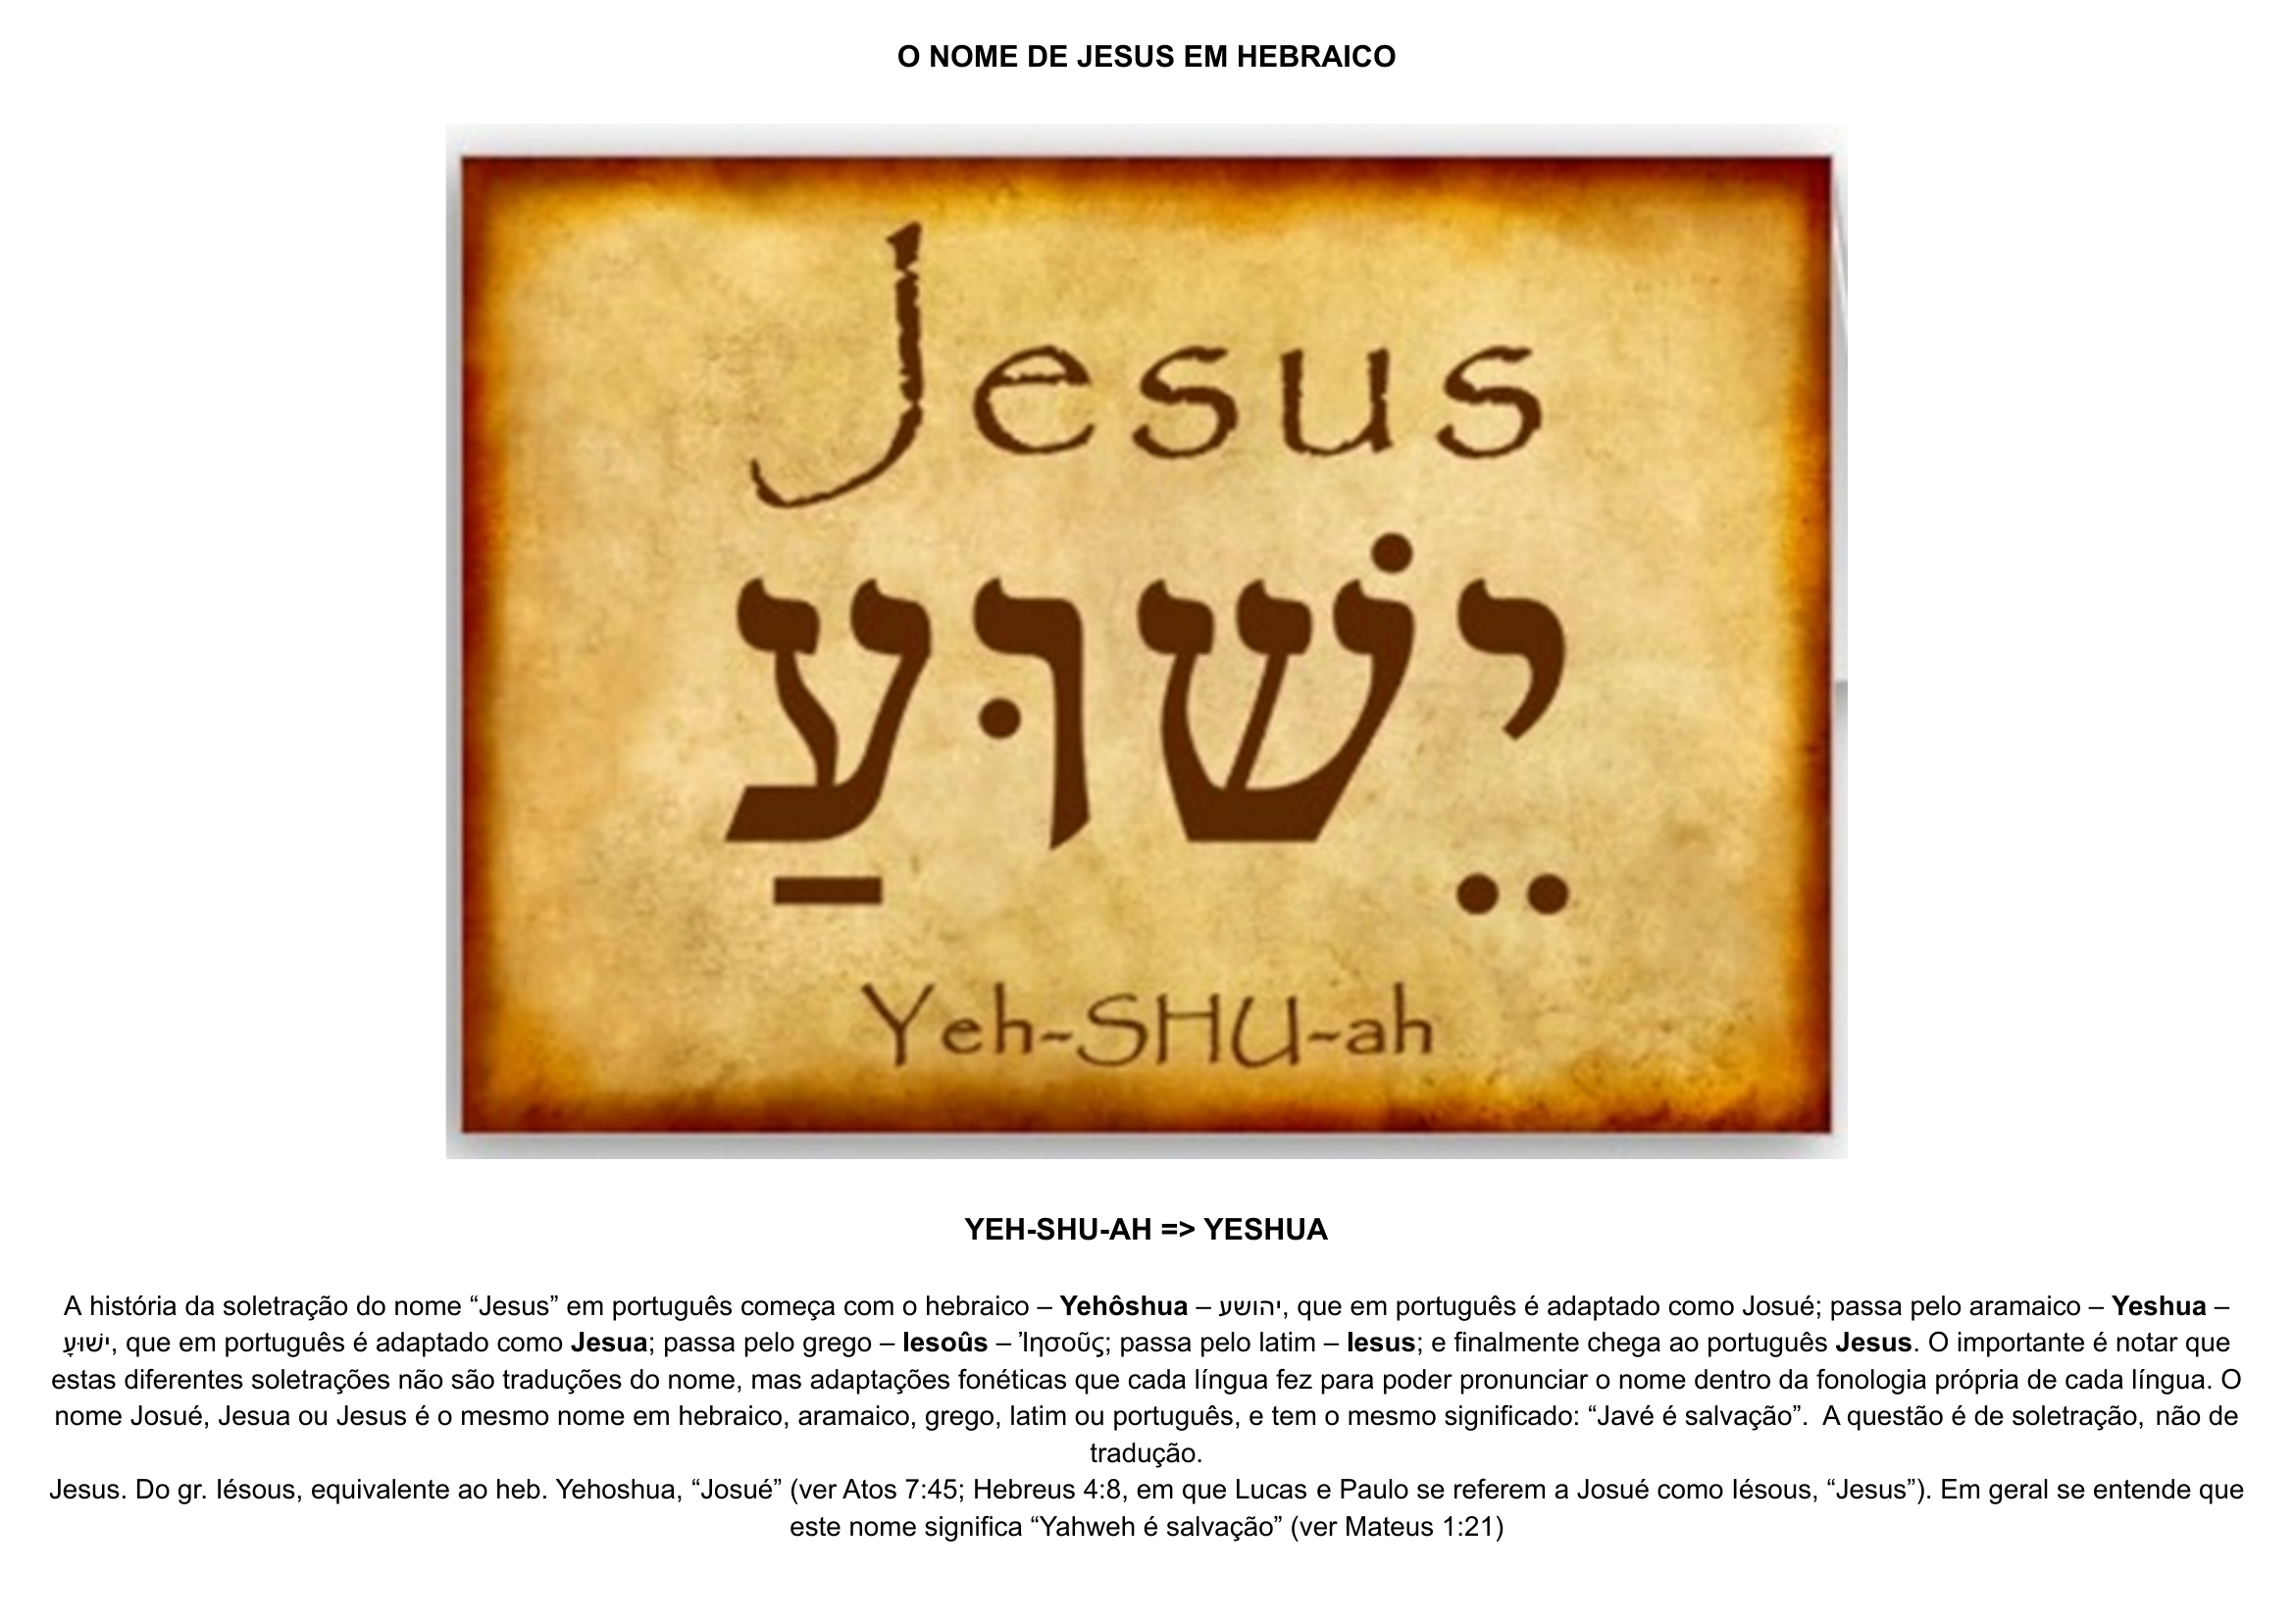 O NOME DE JESUS EM HEBRAICO
Jesus
יֵשׁוּעַ
Yeh-SHU-ah
YEH-SHU-AH => YESHUA
A história da soletração do nome “Jesus” em português começa com o hebraico – Yehôshua – יהושע, que em português é adaptado como Josué; passa pelo aramaico – Yeshua –
ישׁוּעָ, que em português é adaptado como Jesua; passa pelo grego – Iesoûs – Ἰησοῦς; passa pelo latim – Iesus; e finalmente chega ao português Jesus. O importante é notar que
estas diferentes soletrações não são traduções do nome, mas adaptações fonéticas que cada língua fez para poder pronunciar o nome dentro da fonologia própria de cada língua. O
nome Josué, Jesua ou Jesus é o mesmo nome em hebraico, aramaico, grego, latim ou português, e tem o mesmo significado: “Javé é salvação”. A questão é de soletração, não de
tradução.
Jesus. Do gr. Iésous, equivalente ao heb. Yehoshua, “Josué” (ver Atos 7:45; Hebreus 4:8, em que Lucas e Paulo se referem a Josué como Iésous, “Jesus”). Em geral se entende que
este nome significa “Yahweh é salvação” (ver Mateus 1:21)